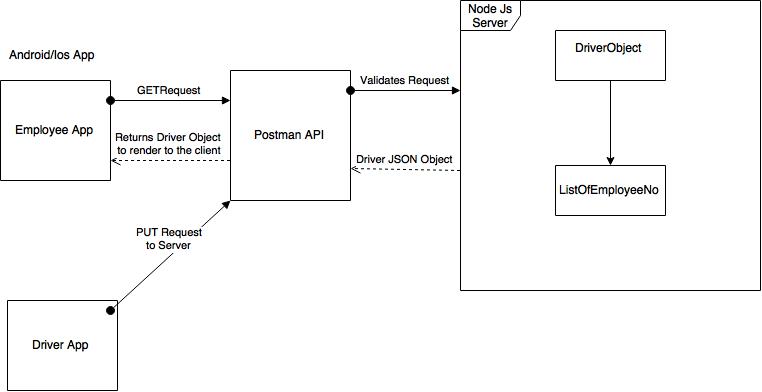 Node Js
Server
DriverObject
Android/Ios App
GETRequest
Validates Request
Employee App
Postman API
Returns Driver Object
to render to the client
Driver JSON Object
ListOfEmployeeNo
PUT Request
to Server
Driver App